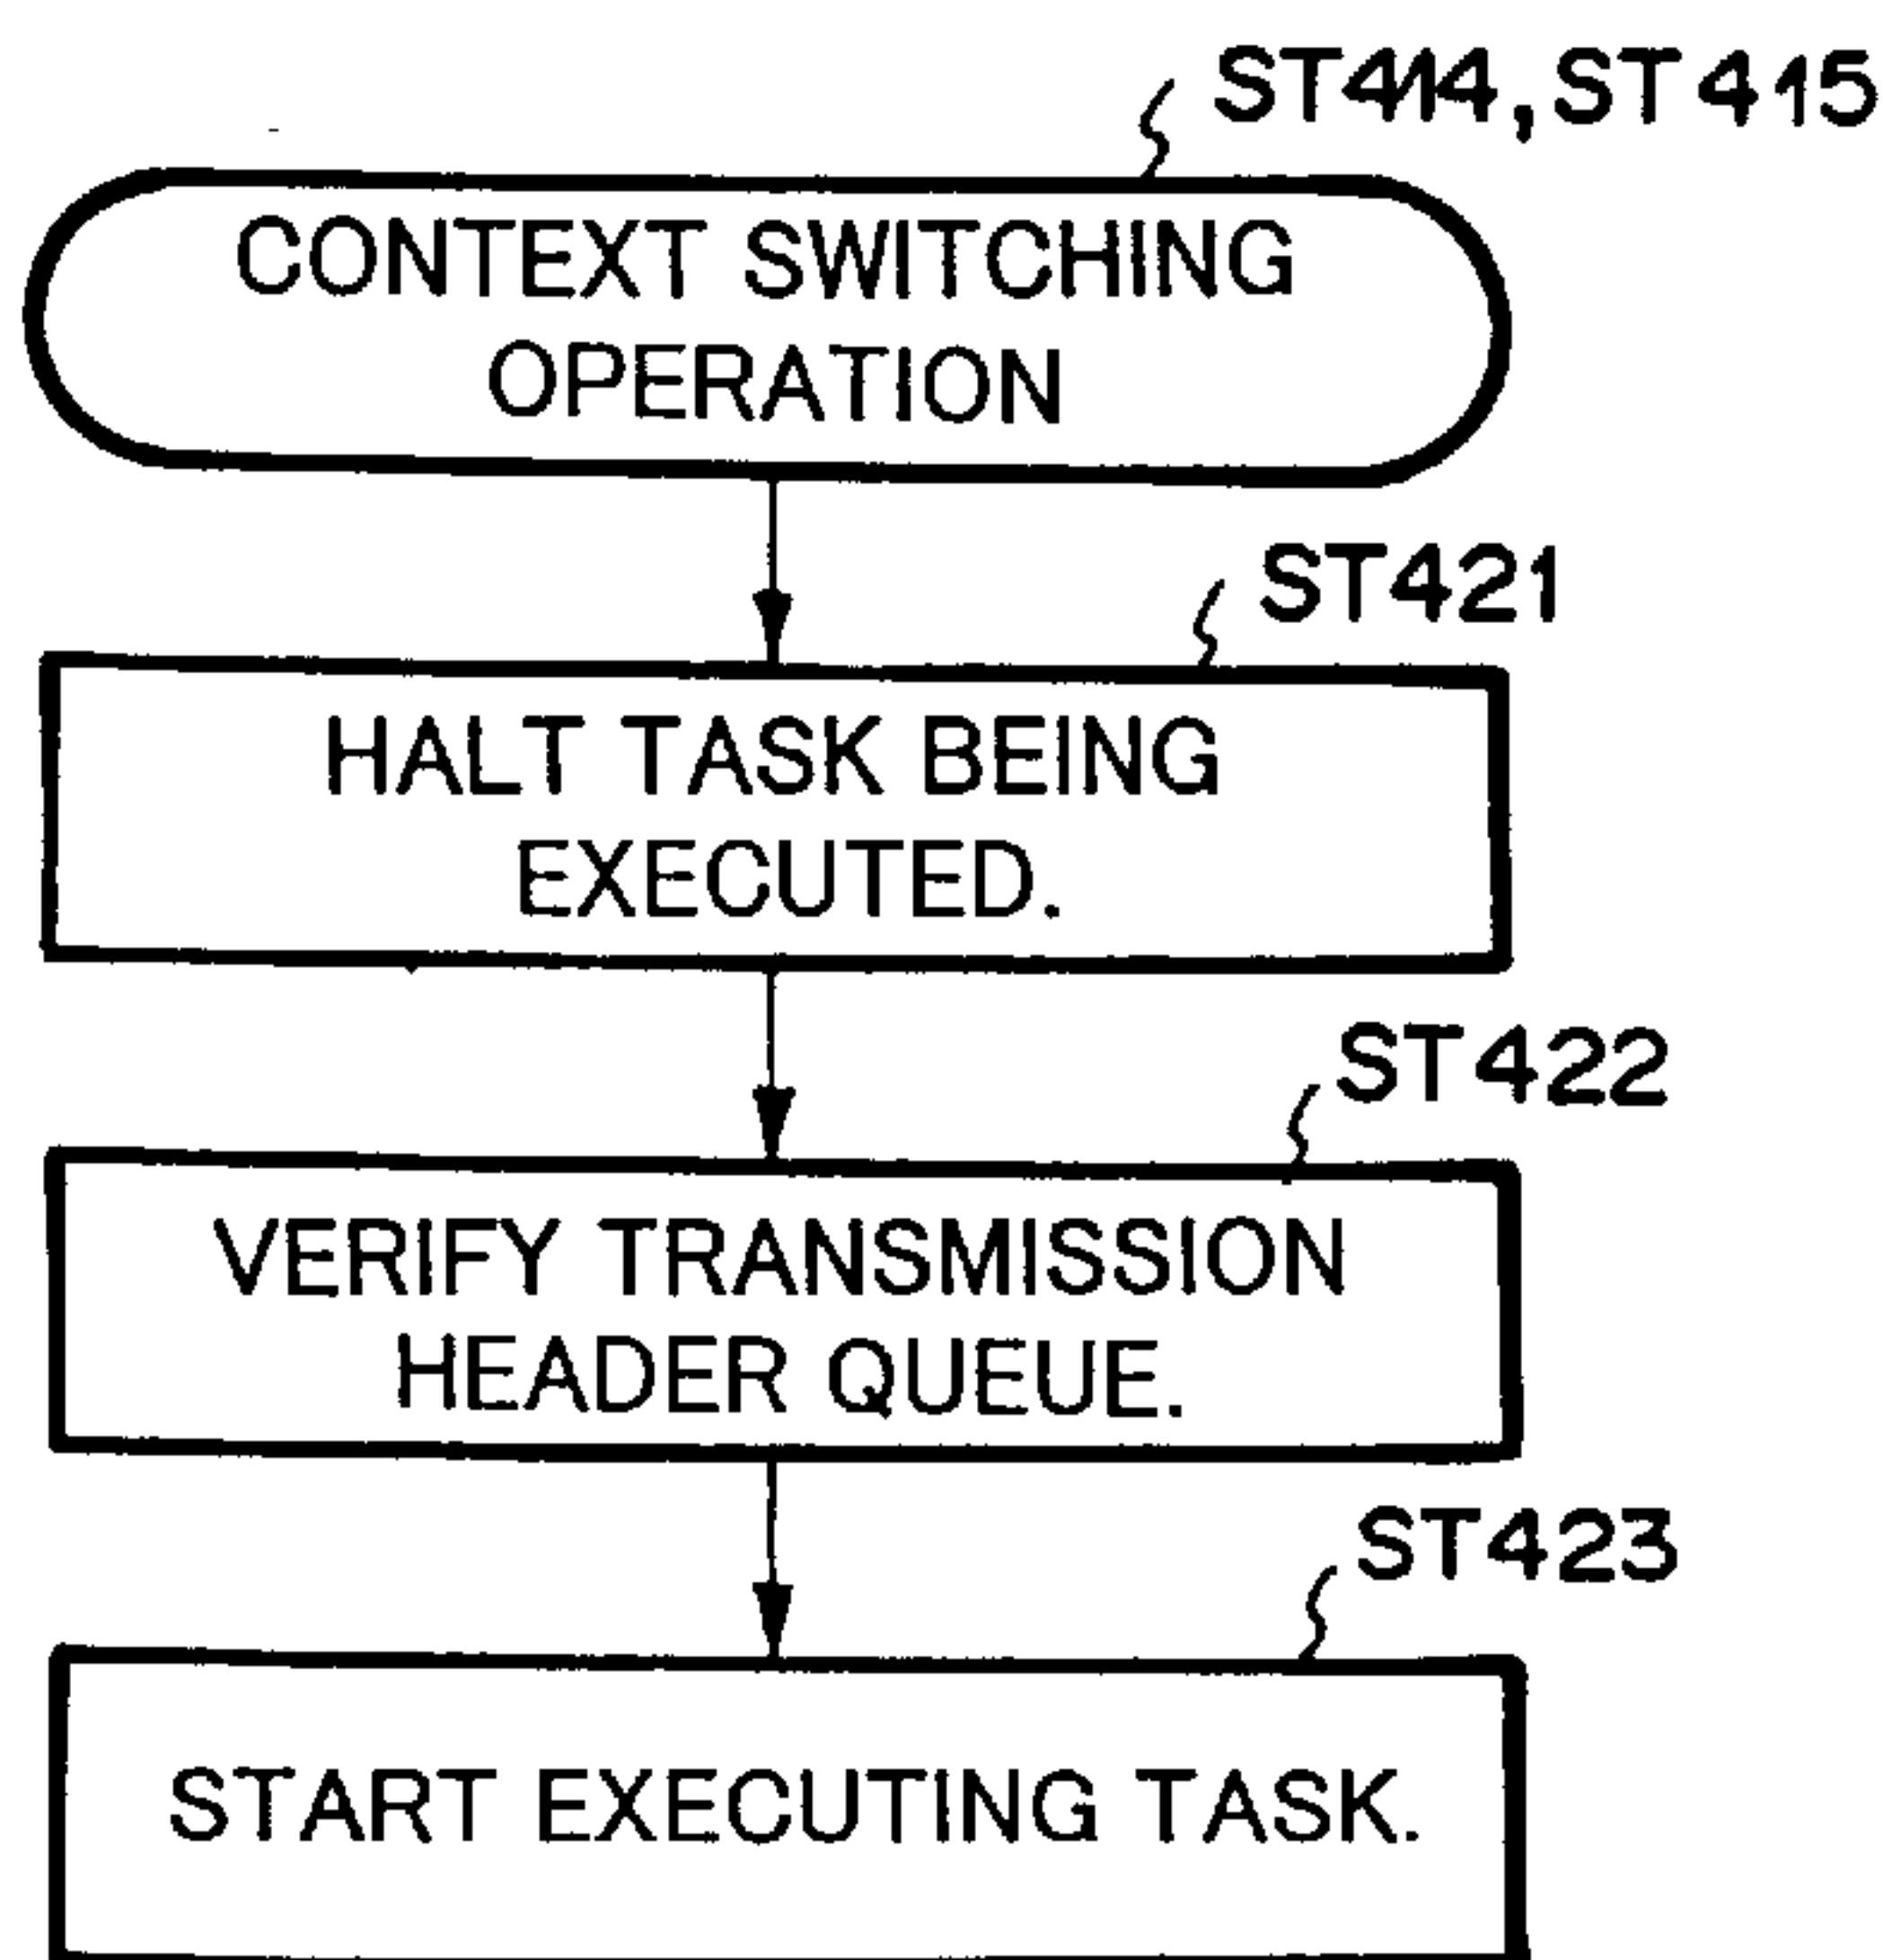 ST414, ST415
CONTEXT SWITCHING
OPERATION
ST421
HALT TASK BEING
EXECUTED.
ST422
VERIFY TRANSMISSION
HEADER QUEUE.
ST423
START EXECUTING TASK.